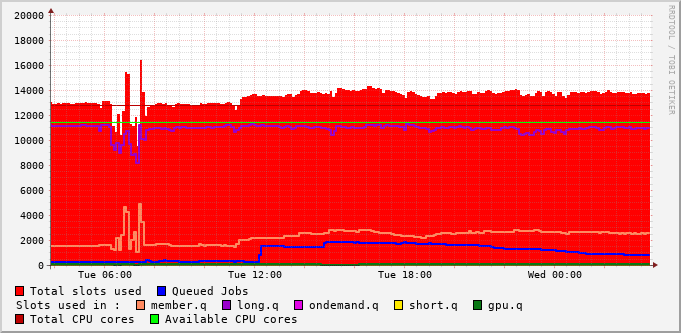 20000
18000
16000
14000
12000
10000
8000
6000
4000
2000
0
Tue 06:00 Tue 12:00 Tue 18:00 Wed 00:00
RRDTOOL / TOBI OETIKER
Total slots used Queued Jobs
Slots used in : member.q long.q ondemand.q short.q gpu.q
Total CPU cores Available CPU cores